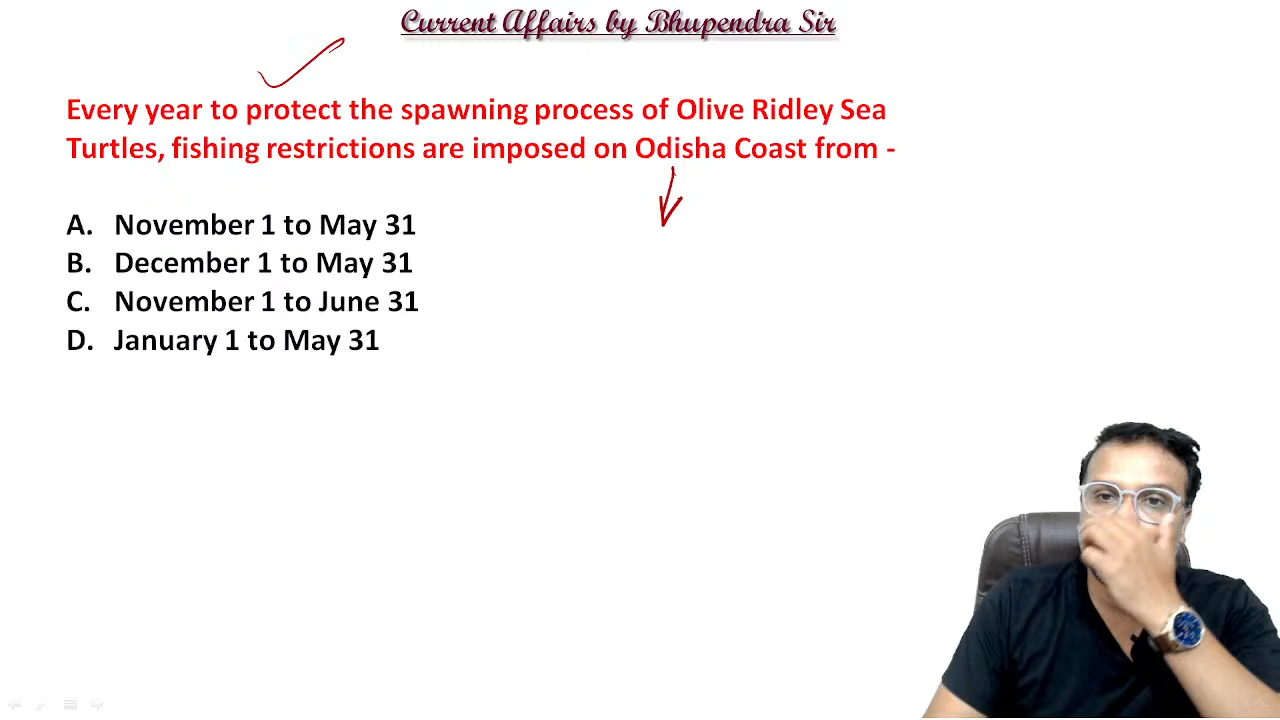 Current Affairs by Bhupendra Sir
Every year to protect the spawning process of Olive Ridley Sea
Turtles, fishing restrictions are imposed on Odisha Coast from -
A. November 1 to May 31
B. December 1 to May 31
C. November 1 to June 31
D. January 1 to May 31